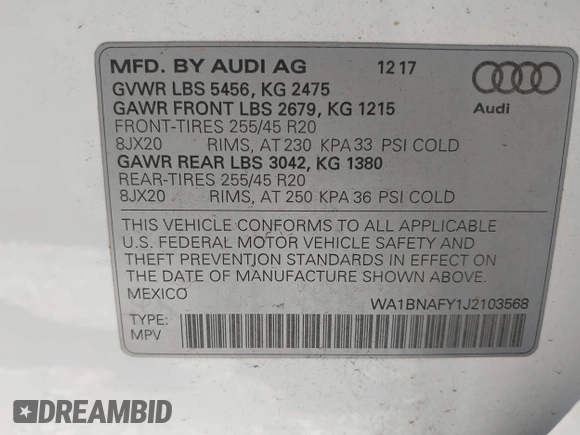 MFD. BY AUDI AG 12 17
GVWR LBS 5456, KG 2475
GAWR FRONT LBS 2679, KG 1215
FRONT-TIRES 255/45 R20
8JX20 RIMS, AT 230 KPA 33 PSI COLD
GAWR REAR LBS 3042, KG 1380
REAR-TIRES 255/45 R20
8JX20 RIMS, AT 250 KPA 36 PSI COLD
Audi
THIS VEHICLE CONFORMS TO ALL APPLICABLE
U.S. FEDERAL MOTOR VEHICLE SAFETY AND
THEFT PREVENTION STANDARDS IN EFFECT ON
THE DATE OF MANUFACTURE SHOWN ABOVE.
MEXICO WA1BNAFY1J2103568
TYPE:
MPV
DREAMBID